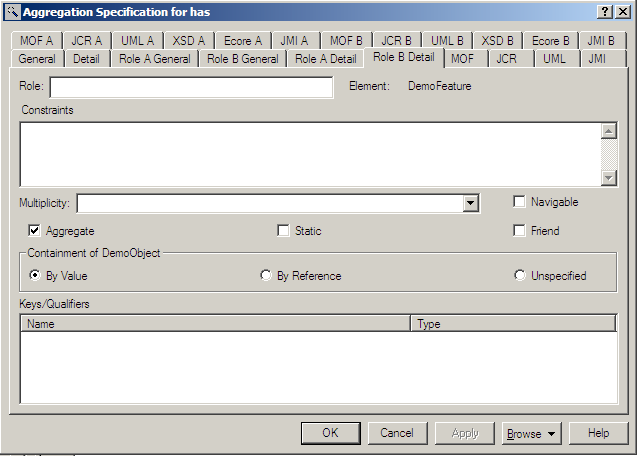 Aggregation Specification for has
MOF A JCR A UML A XSD A Ecore A JMI A MOF B JCR B UML B XSD B Ecore B JMI B
General Detail Role A General Role B General Role A Detail Role B Detail MOF JCR UML JMI
Role: Element: DemoFeature
Constraints
Multiplicity: Navigable
Aggregate Static Friend
Containment of DemoObject
By Value By Reference Unspecified
Keys/Qualifiers
Name Type
OK Cancel Apply Browse Help